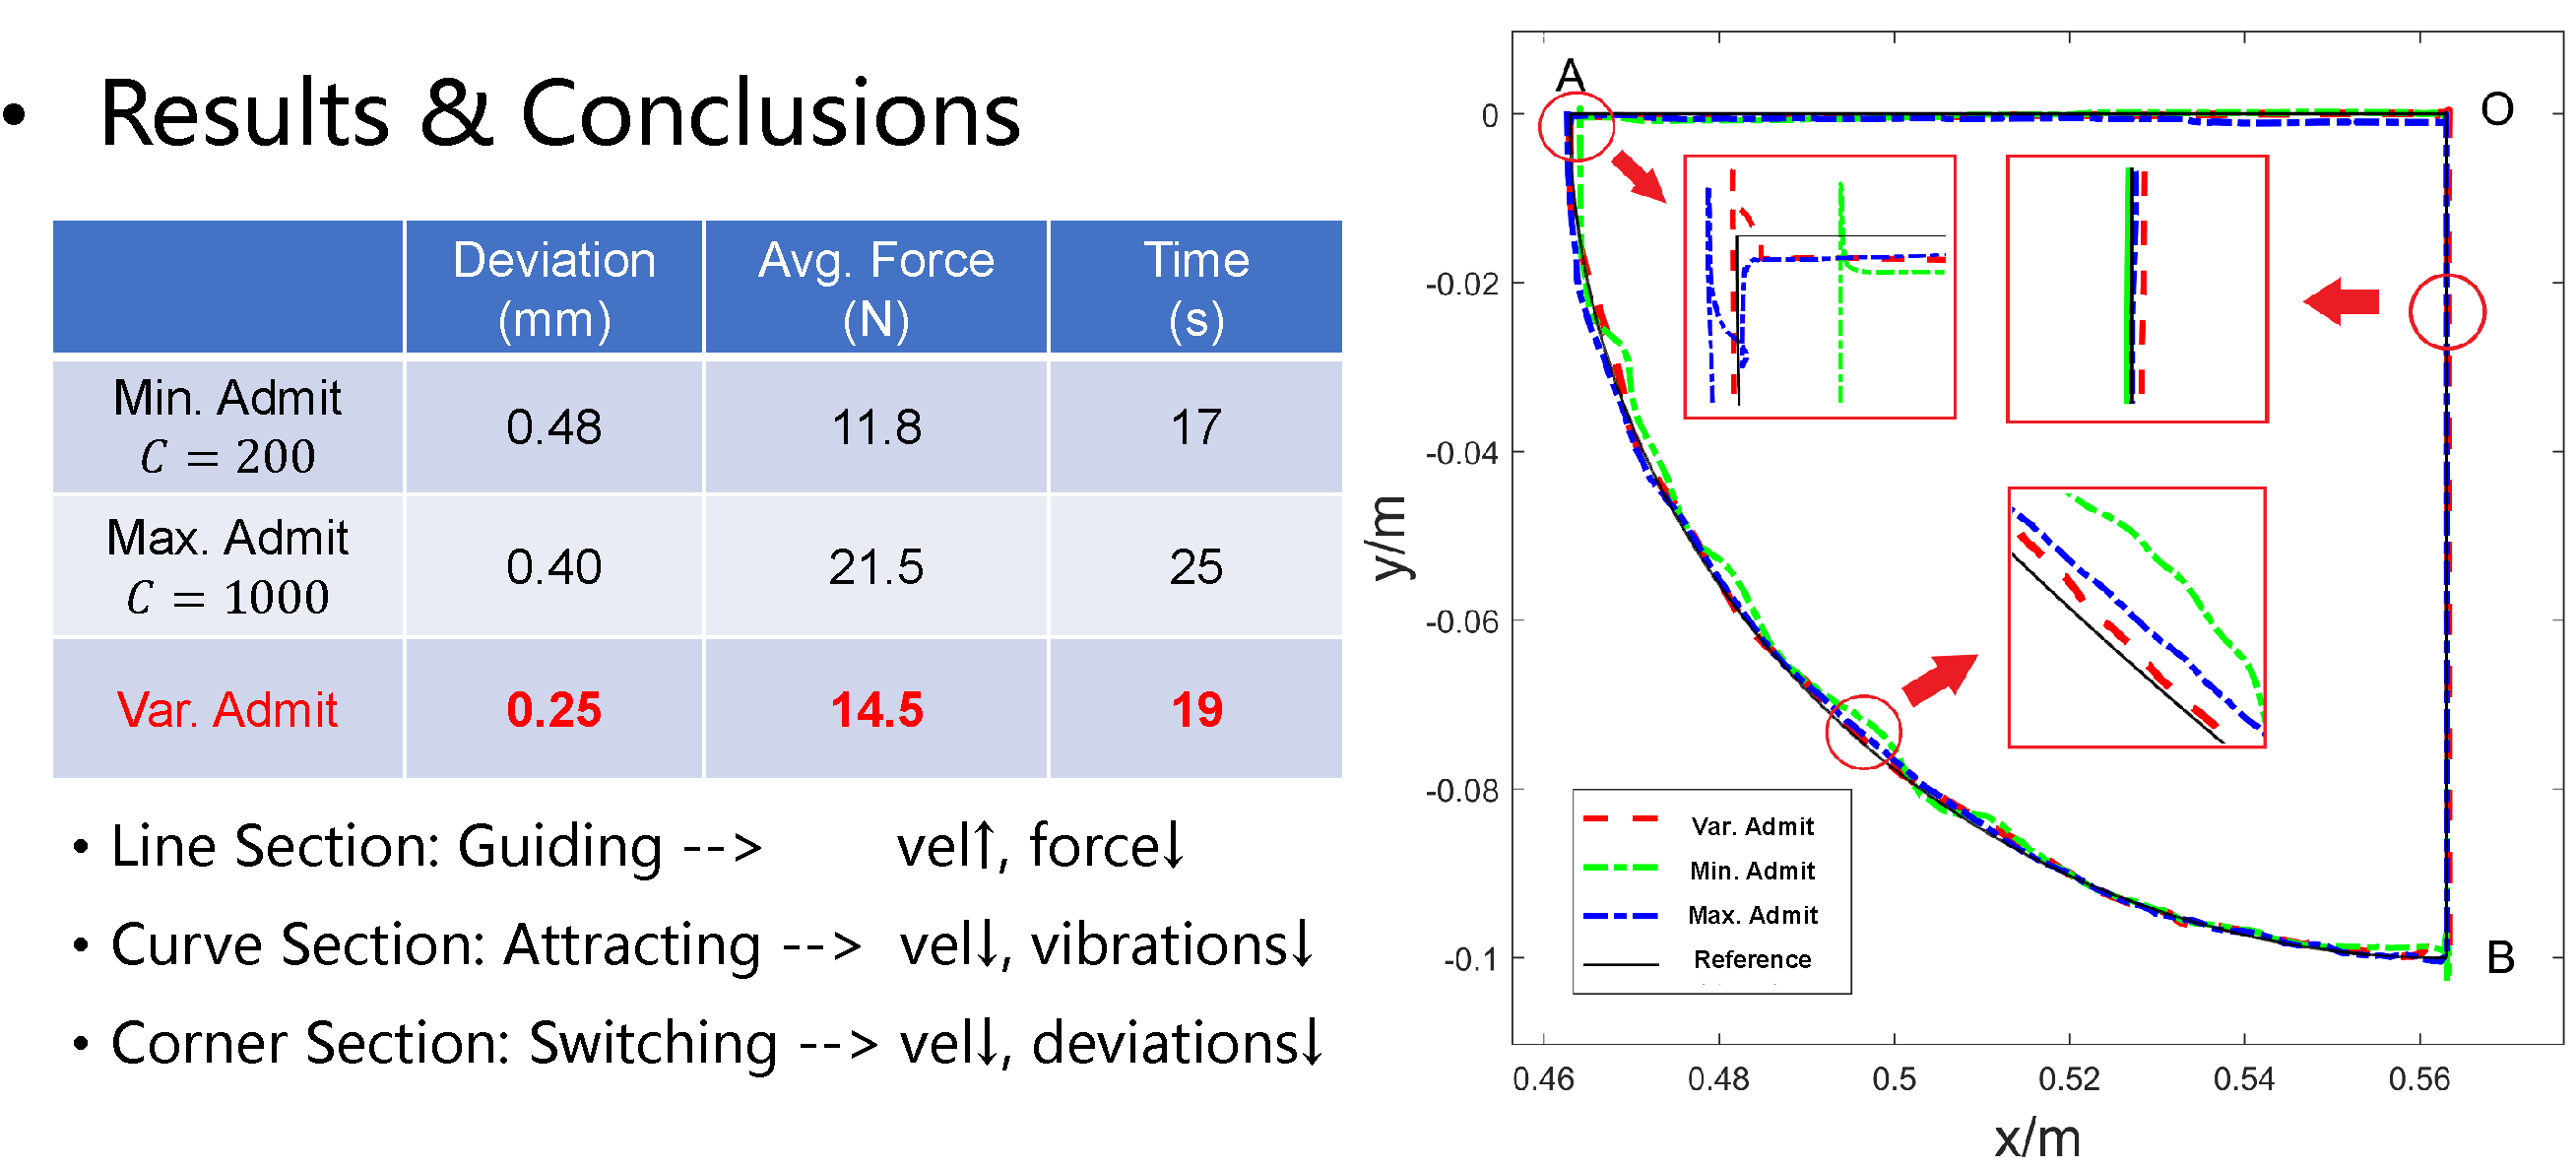 • Results & Conclusions
Deviation (mm) Avg. Force (N) Time (s)
Min. Admit C = 200 0.48 11.8 17
Max. Admit C = 1000 0.40 21.5 25
Var. Admit 0.25 14.5 19
• Line Section: Guiding --> vel↑, force↓
• Curve Section: Attracting --> vel↓, vibrations↓
• Corner Section: Switching --> vel↓, deviations↓
A
O
B
0
-0.02
-0.04
-0.06
-0.08
-0.1
y/m
Var. Admit
Min. Admit
Max. Admit
Reference
0.46 0.48 0.5 0.52 0.54 0.56
x/m